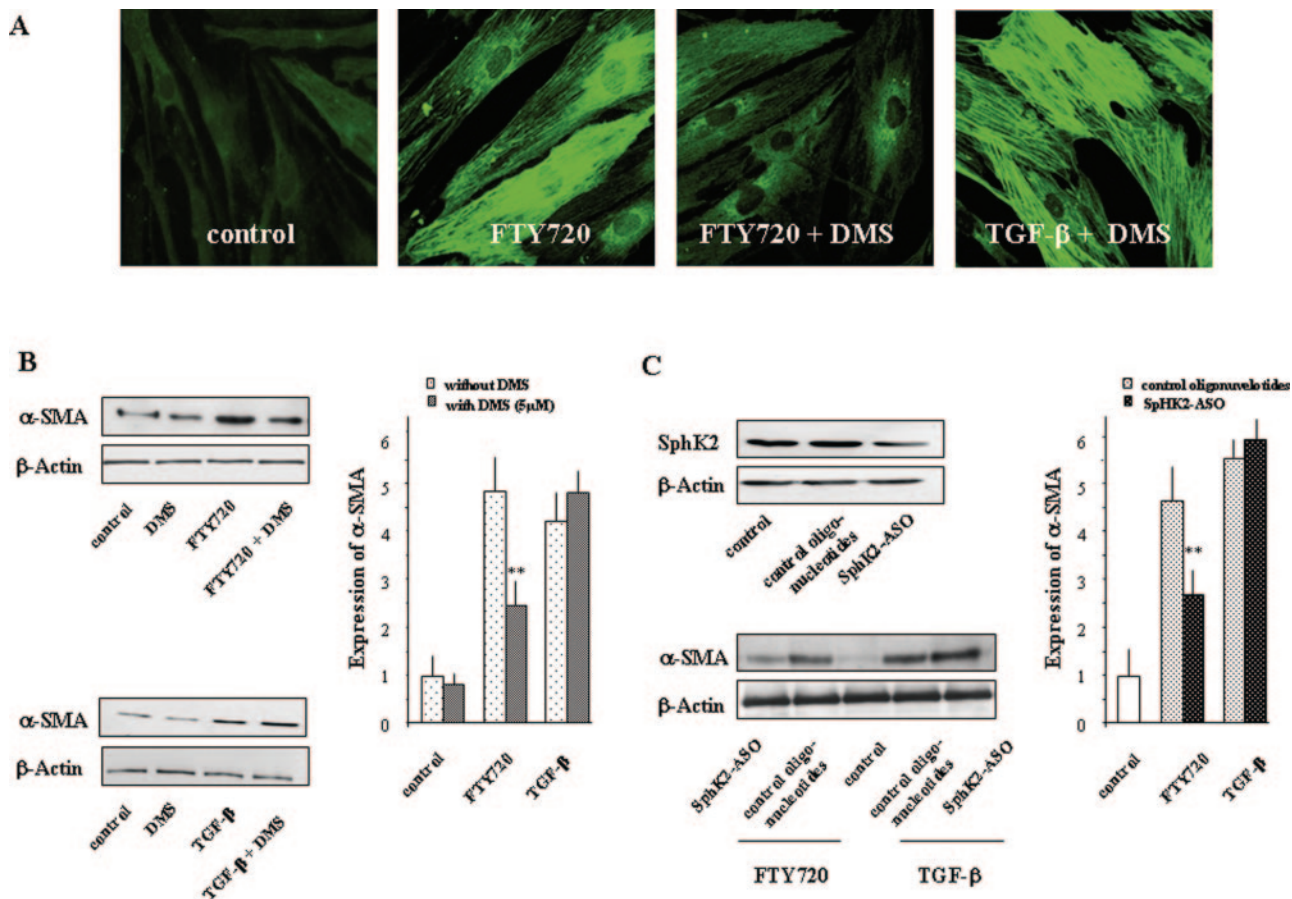 A
control
FTY720
FTY720 + DMS
TGF-β + DMS
B
α-SMA
β-Actin
control
DMS
FTY720
FTY720 + DMS
α-SMA
β-Actin
control
DMS
TGF-β
TGF-β + DMS
without DMS
with DMS (5μM)
Expression of α-SMA
6
5
4
3
2
1
0
**
control
FTY720
TGF-β
C
SphK2
β-Actin
control
control oligo-
nucleotides
SphK2-ASO
α-SMA
β-Actin
SphK2-ASO
control oligo-
nucleotides
control
control oligo-
nucleotides
SphK2-ASO
FTY720
TGF-β
control oligonuvelotides
SpHK2-ASO
Expression of α-SMA
6
5
4
3
2
1
0
**
control
FTY720
TGF-β